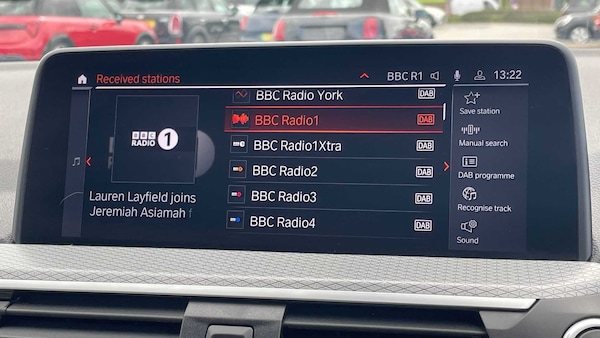 Received stations
BBC R1
13:22
BBC
RADIO 1
Lauren Layfield joins
Jeremiah Asiamah f
BBC Radio York DAB
BBC Radio1 DAB
BBC Radio1Xtra DAB
BBC Radio2 DAB
BBC Radio3 DAB
BBC Radio4 DAB
Save station
Manual search
DAB programme
Recognise track
Sound